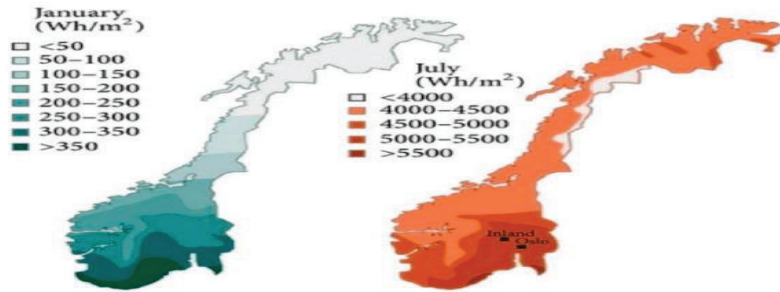 January
(Wh/m²)
<50
50–100
100–150
150–200
200–250
250–300
300–350
>350
July
(Wh/m²)
<4000
4000–4500
4500–5000
5000–5500
>5500
Inland
Oslo